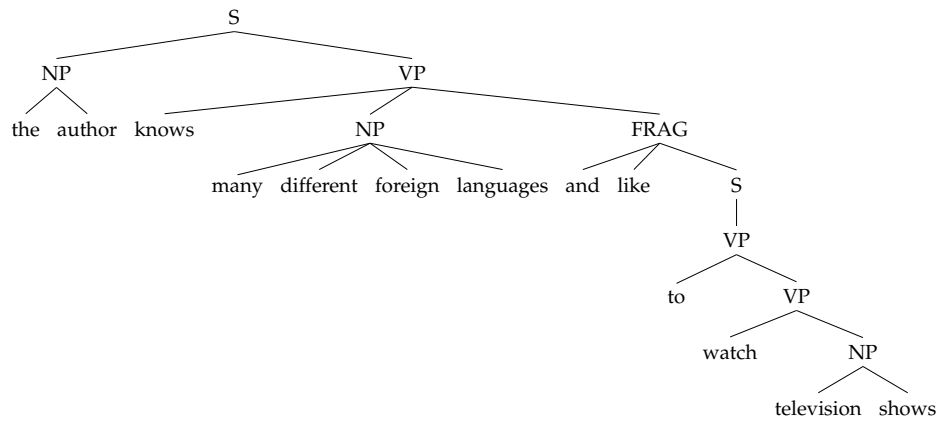 S
NP VP
the author knows NP FRAG
many different foreign languages and like S
VP
to VP
watch NP
television shows